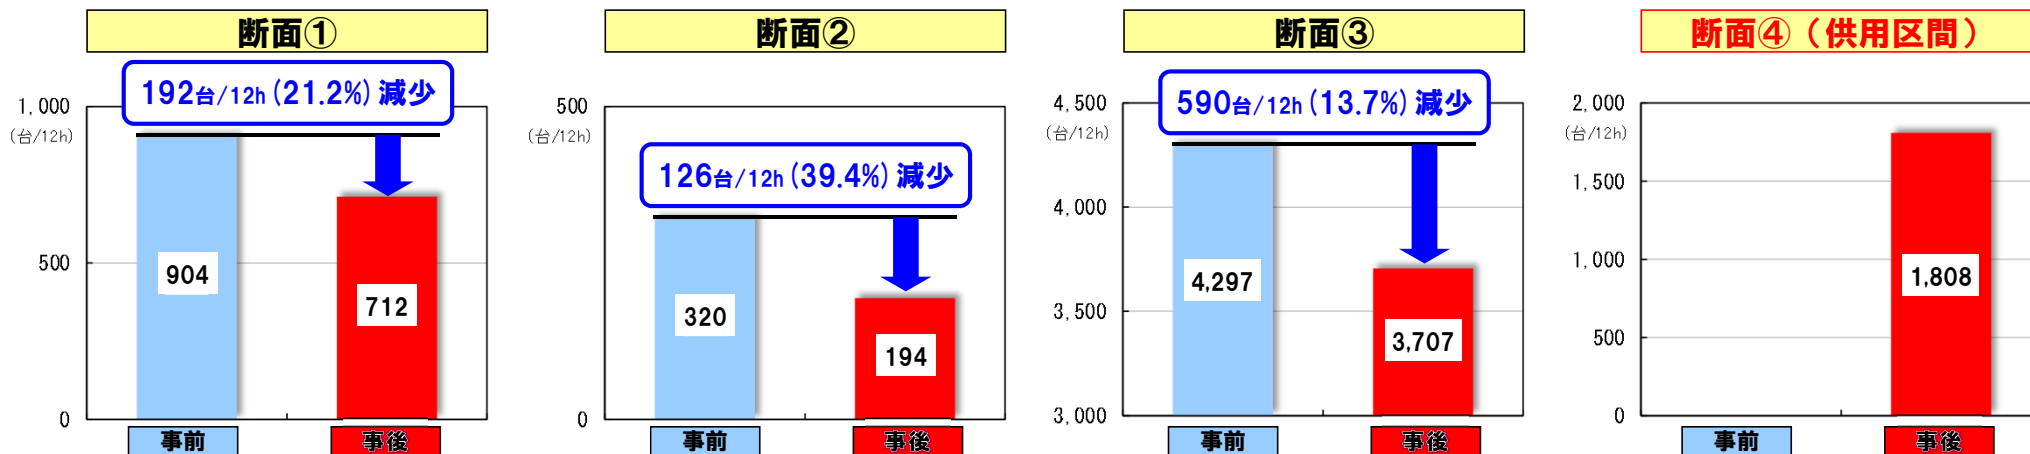 断面①
192台/12h(21.2%)減少
1,000
(台/12h)
500
0
904
712
事前
事後
断面②
126台/12h(39.4%)減少
500
(台/12h)
0
320
194
事前
事後
断面③
590台/12h(13.7%)減少
4,500
(台/12h)
4,000
3,500
3,000
4,297
3,707
事前
事後
断面④(供用区間)
2,000
(台/12h)
1,500
1,000
500
0
1,808
事前
事後